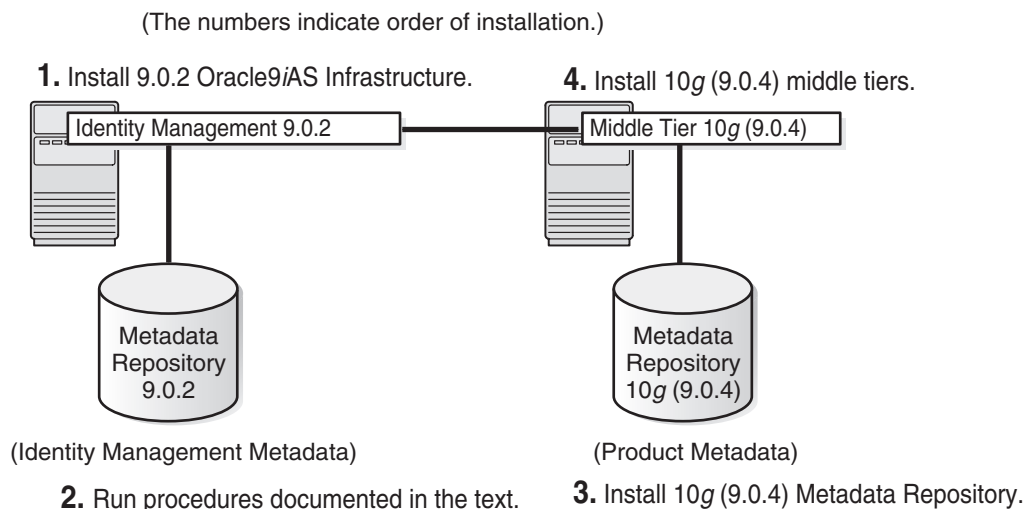 (The numbers indicate order of installation.)
1. Install 9.0.2 Oracle9iAS Infrastructure.
4. Install 10g (9.0.4) middle tiers.
Identity Management 9.0.2
Middle Tier 10g (9.0.4)
Metadata
Repository
9.0.2
Metadata
Repository
10g (9.0.4)
(Identity Management Metadata)
(Product Metadata)
2. Run procedures documented in the text.
3. Install 10g (9.0.4) Metadata Repository.